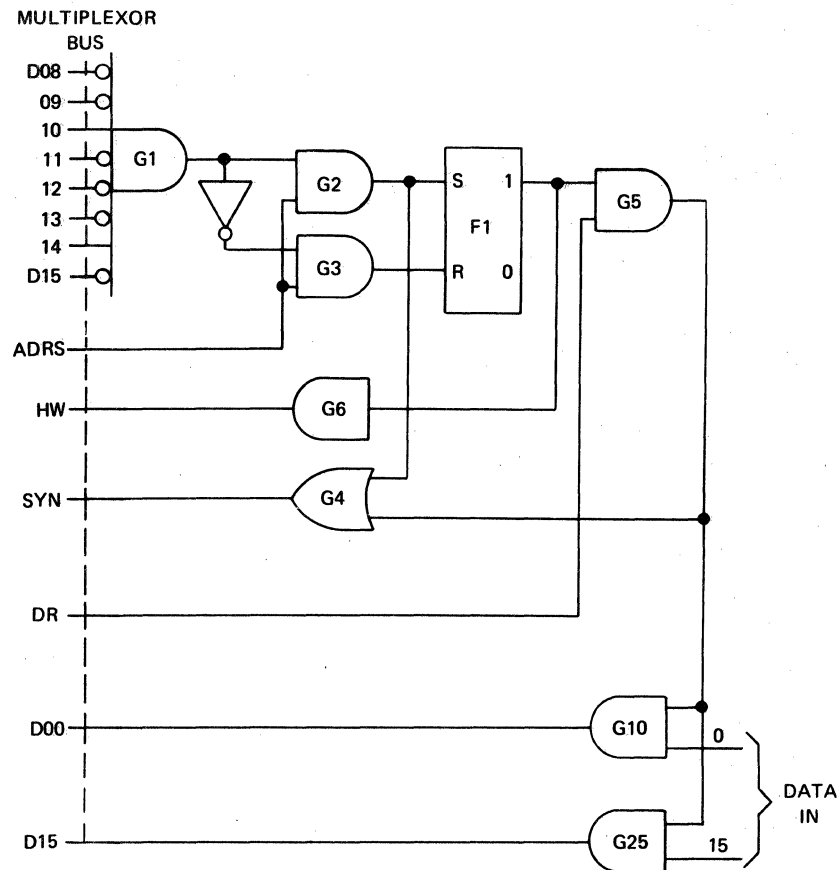 MULTIPLEXOR
BUS
D08
09
10
11
12
13
14
D15
G1
G2
G3
S 1
F1
R 0
G5
ADRS
HW
G6
SYN
G4
DR
D00
G10
0
DATA
IN
D15
G25
15